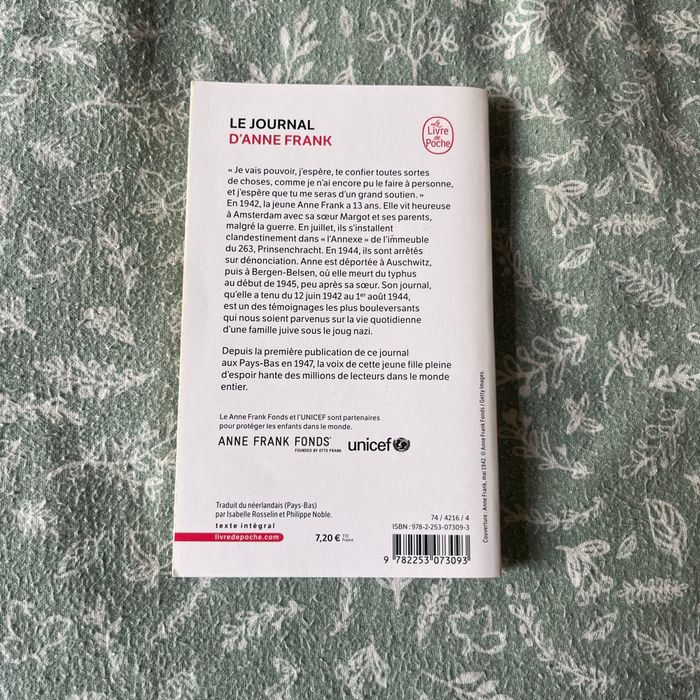 LE JOURNAL
D'ANNE FRANK
Le
Livre
de
Poche
« Je vais pouvoir, j'espère, te confier toutes sortes
de choses, comme je n'ai encore pu le faire à personne,
et j'espère que tu me seras d'un grand soutien. »
En 1942, la jeune Anne Frank a 13 ans. Elle vit heureuse
à Amsterdam avec sa sœur Margot et ses parents,
malgré la guerre. En juillet, ils s'installent
clandestinement dans « l'Annexe » de l'immeuble
du 263, Prinsenchracht. En 1944, ils sont arrêtés
sur dénonciation. Anne est déportée à Auschwitz,
puis à Bergen-Belsen, où elle meurt du typhus
au début de 1945, peu après sa sœur. Son journal,
qu'elle a tenu du 12 juin 1942 au 1er août 1944,
est un des témoignages les plus bouleversants
qui nous soient parvenus sur la vie quotidienne
d'une famille juive sous le joug nazi.
Depuis la première publication de ce journal
aux Pays-Bas en 1947, la voix de cette jeune fille pleine
d'espoir hante des millions de lecteurs dans le monde
entier.
Le Anne Frank Fonds et l'UNICEF sont partenaires
pour protéger les enfants dans le monde.
ANNE FRANK FONDS
FOUNDED BY OTTO FRANK
unicef
Traduit du néerlandais (Pays-Bas)
par Isabelle Rosselin et Philippe Noble.
texte intégral
livredepoche.com
7,20 € TTC
France
74 / 4216 / 4
ISBN : 978-2-253-07309-3
9 782253 073093
Couverture : Anne Frank, mai 1942. © Anne Frank Fonds / Getty Images.